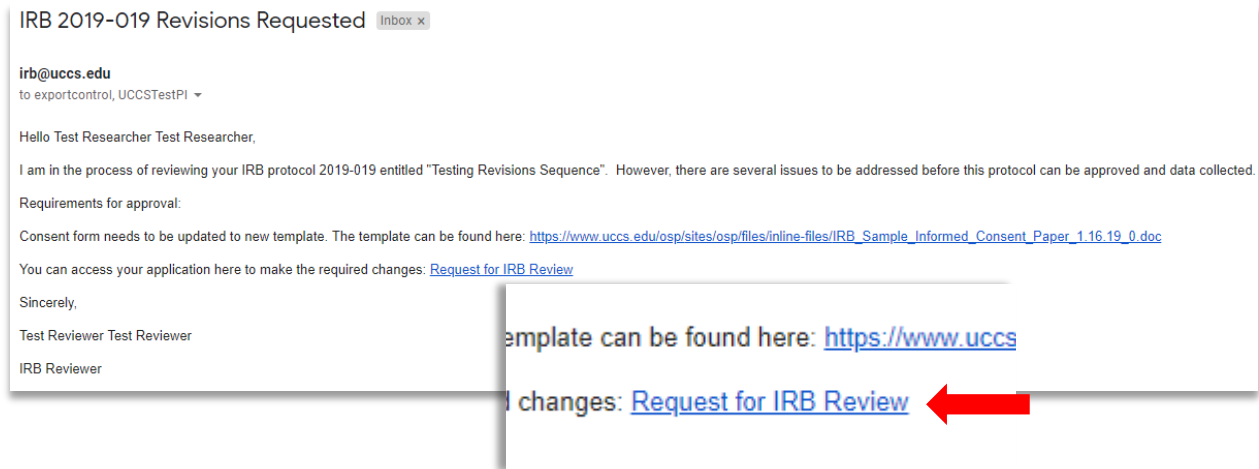 IRB 2019-019 Revisions Requested Inbox x
irb@uccs.edu
to exportcontrol, UCCSTestPI
Hello Test Researcher Test Researcher,
I am in the process of reviewing your IRB protocol 2019-019 entitled "Testing Revisions Sequence".  However, there are several issues to be addressed before this protocol can be approved and data collected.
Requirements for approval:
Consent form needs to be updated to new template. The template can be found here: https://www.uccs.edu/osp/sites/osp/files/inline-files/IRB_Sample_Informed_Consent_Paper_1.16.19_0.doc
You can access your application here to make the required changes: Request for IRB Review
Sincerely,
Test Reviewer Test Reviewer
IRB Reviewer
emplate can be found here: https://www.uccs
changes: Request for IRB Review